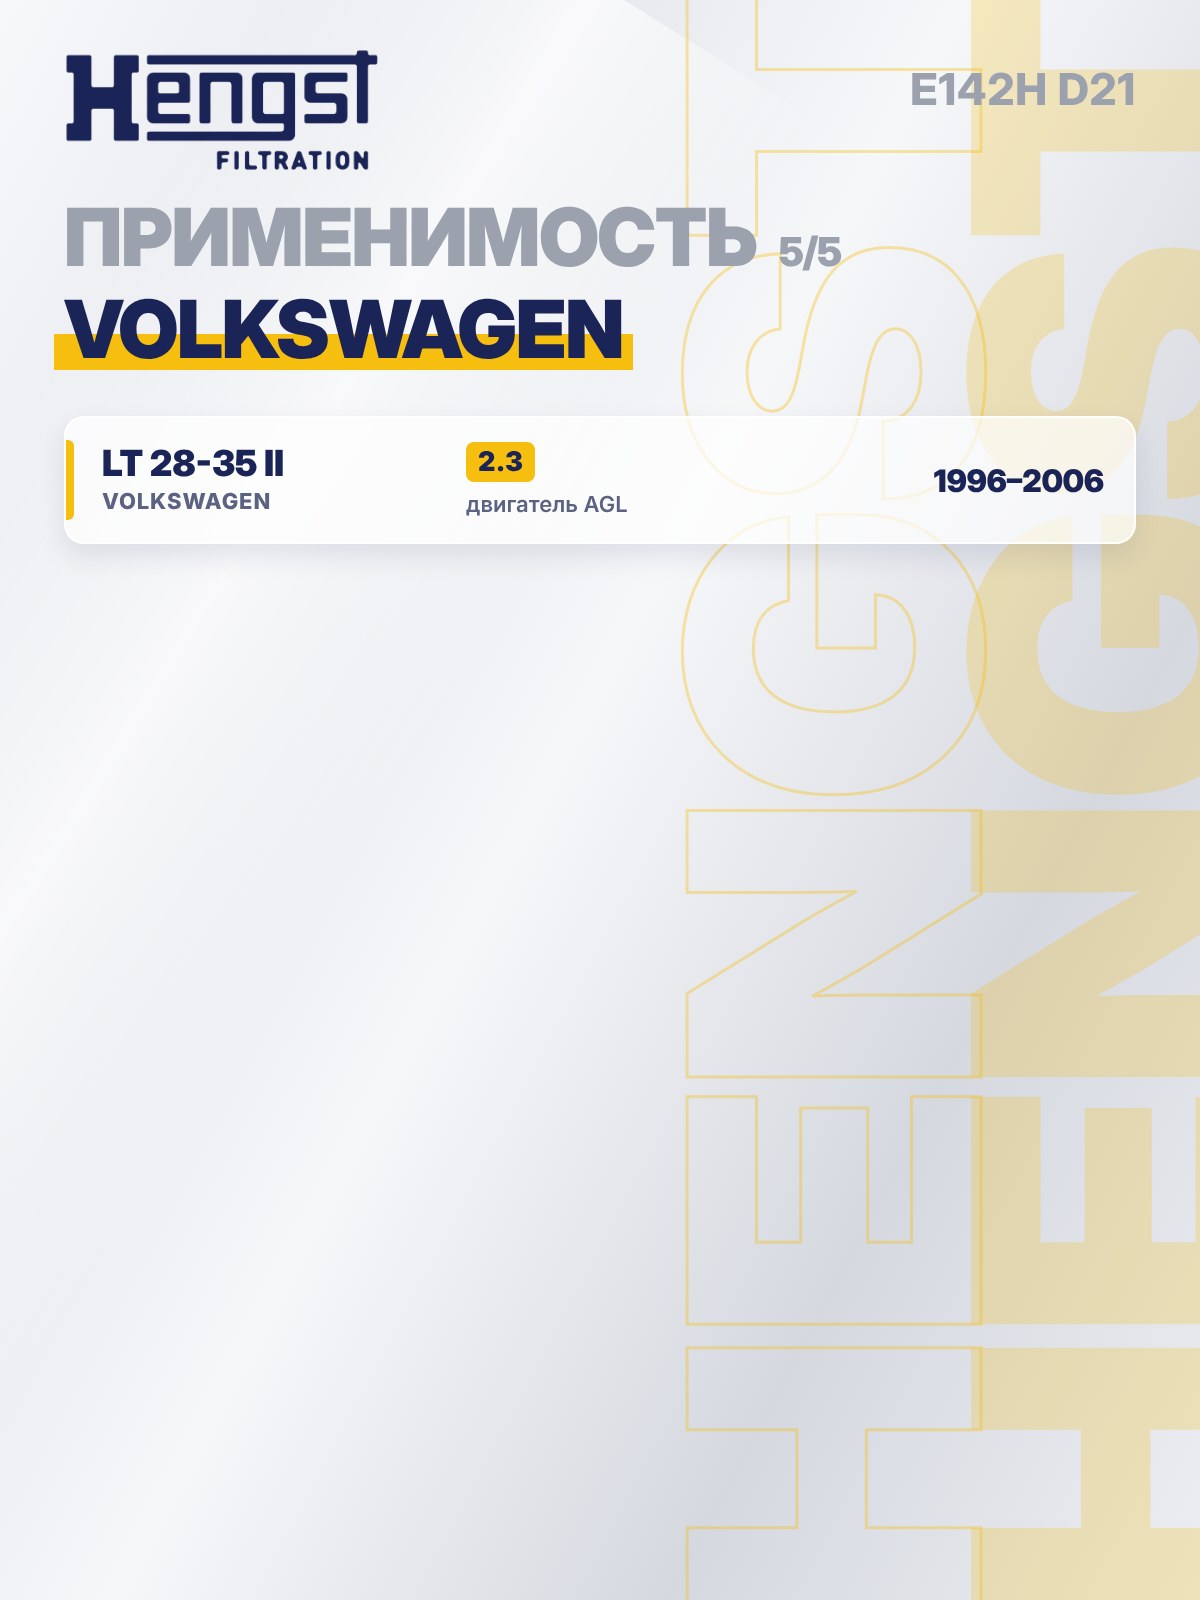 Hengst
FILTRATION
E142H D21
ПРИМЕНИМОСТЬ 5/5
VOLKSWAGEN
LT 28-35 II
VOLKSWAGEN
2.3
двигатель AGL
1996–2006
HENGST
HENGST